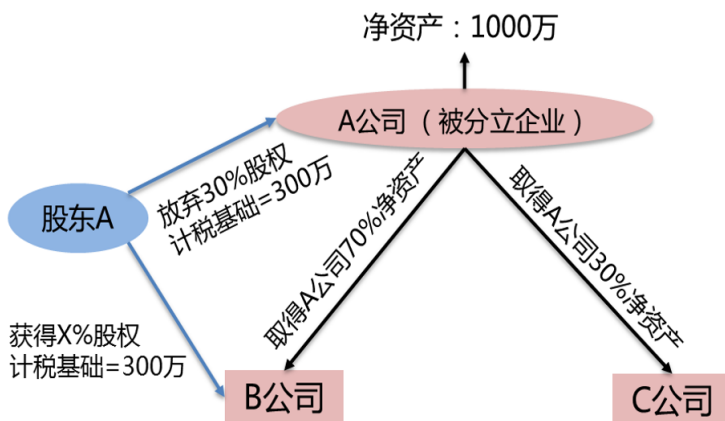 净资产：1000万
A公司（被分立企业）
放弃30%股权
计税基础=300万
股东A
取得A公司70%净资产
取得A公司30%净资产
获得X%股权
计税基础=300万
B公司
C公司